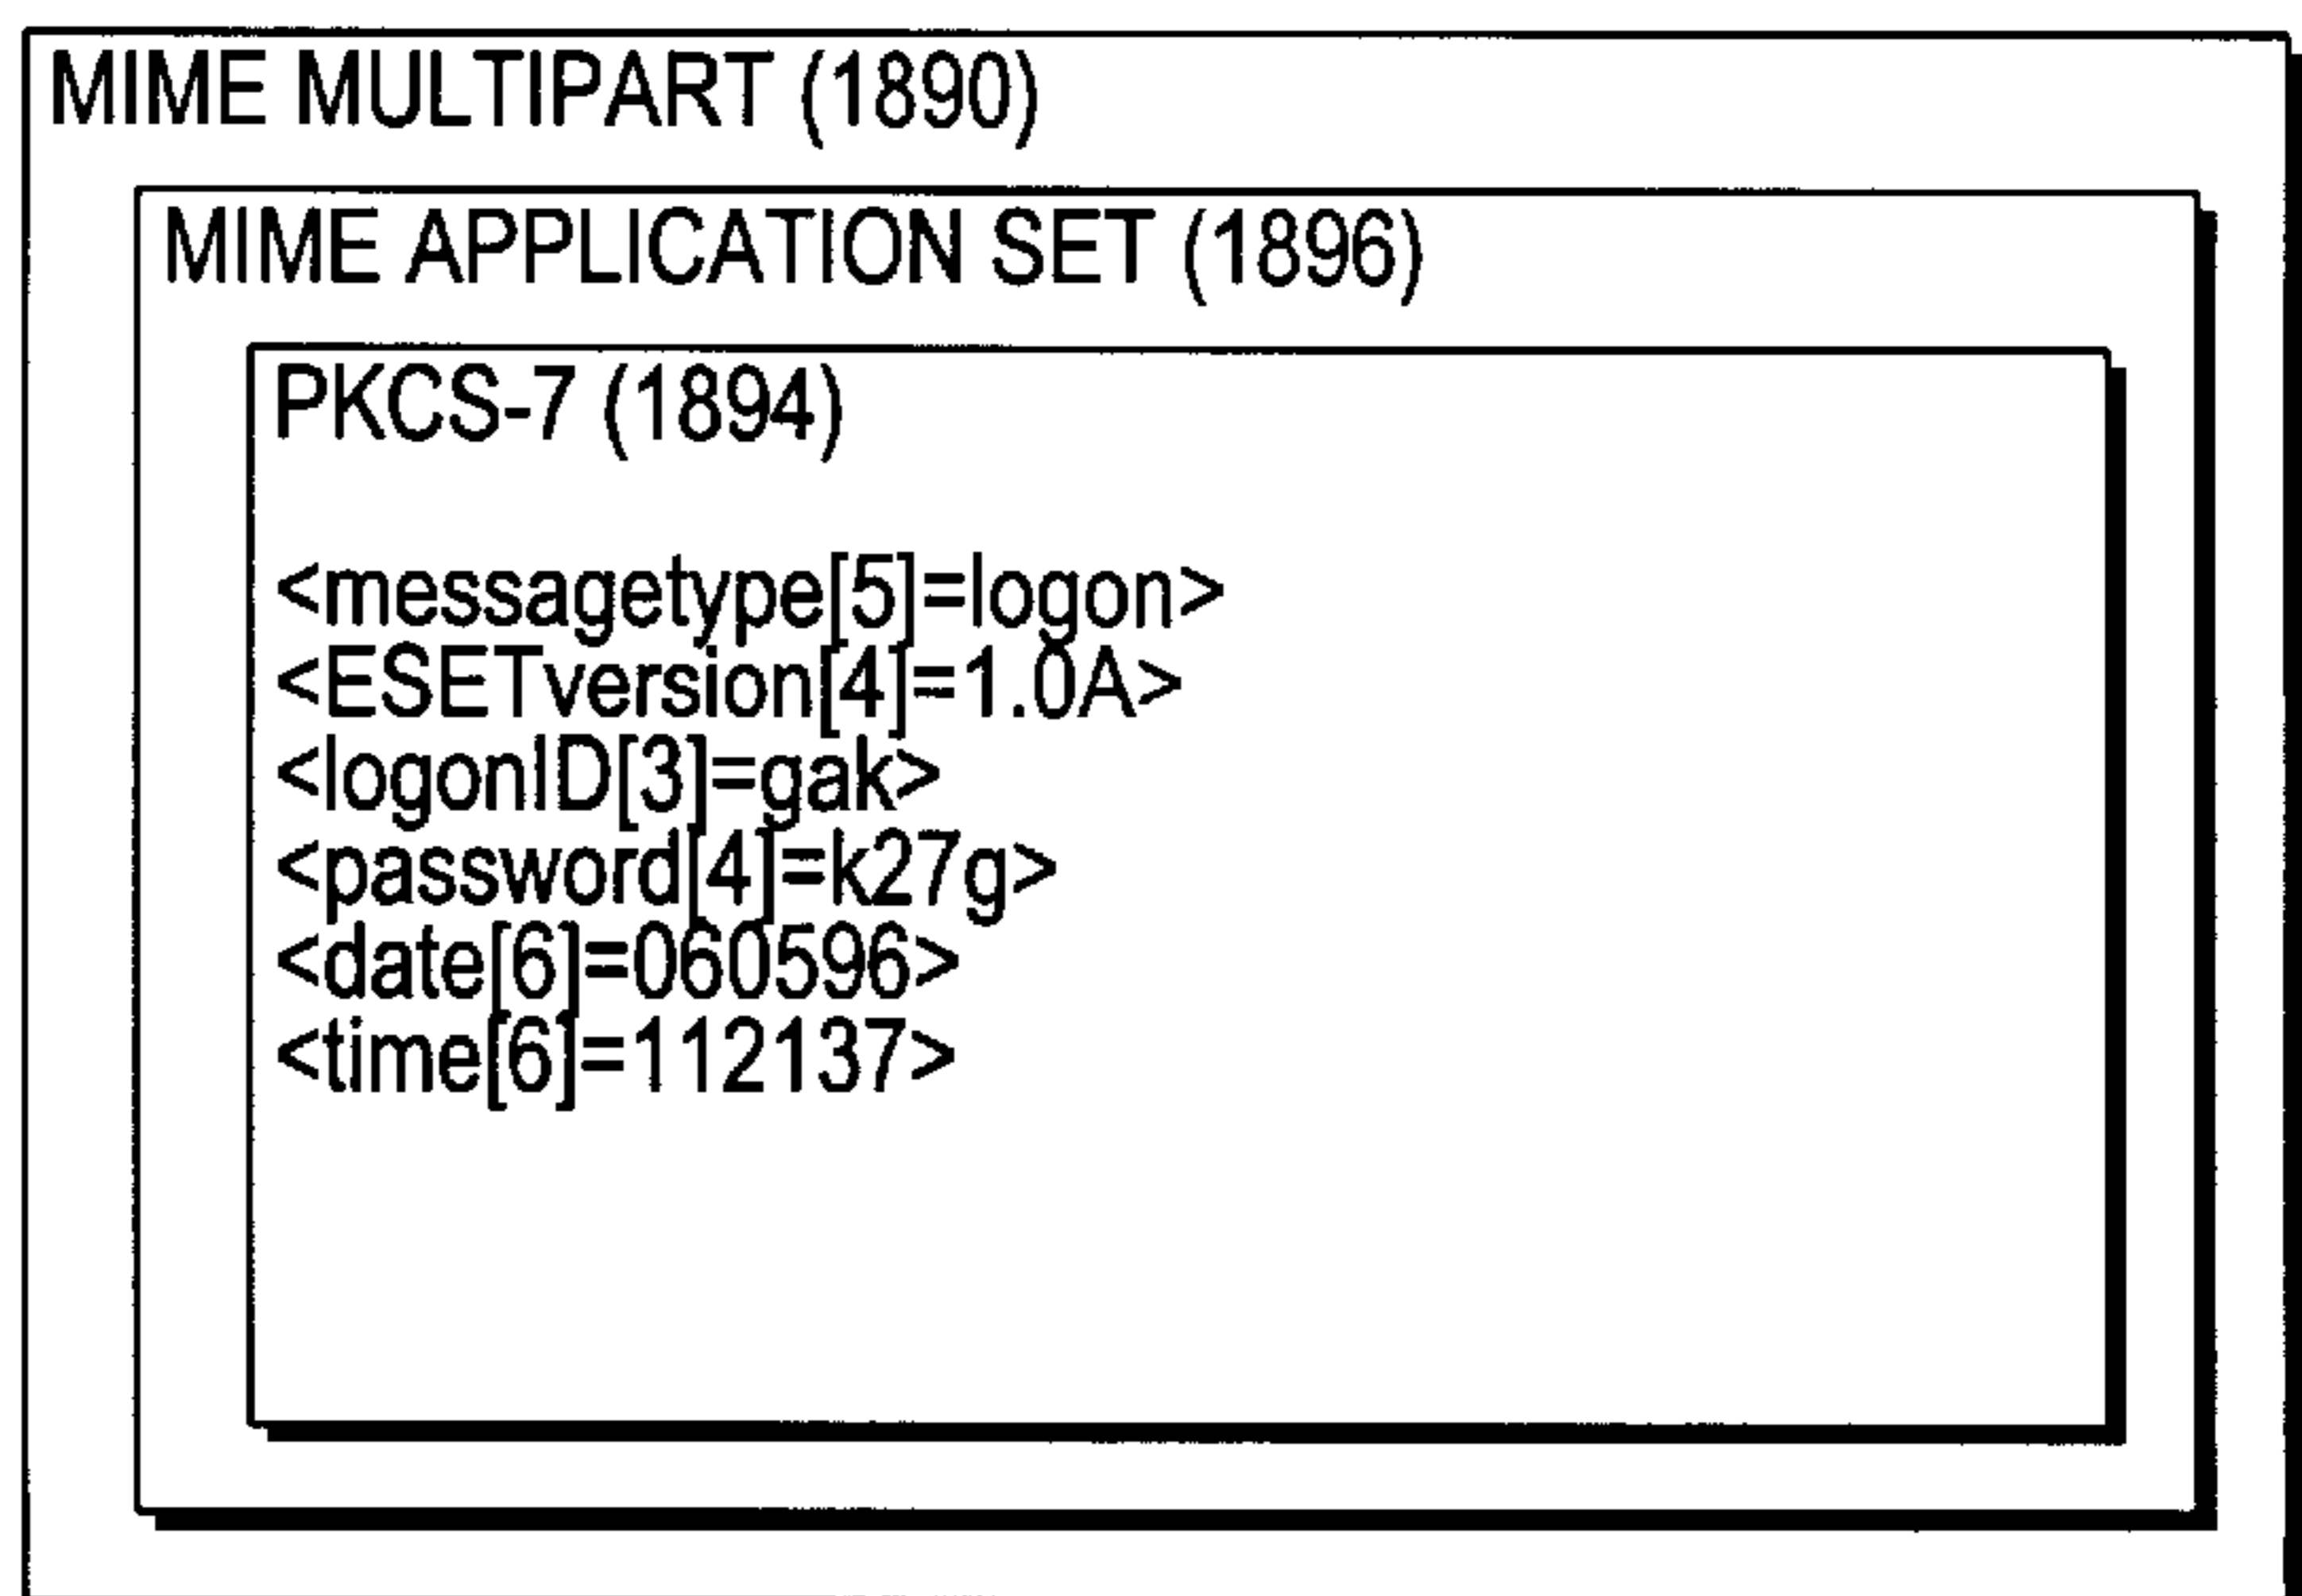 MIME MULTIPART (1890)
MIME APPLICATION SET (1896)
PKCS-7 (1894)
<messagetype[5]=logon>
<ESETversion[4]=1.0A>
<logonID[3]=gak>
<password[4]=k27g>
<date[6]=060596>
<time[6]=112137>